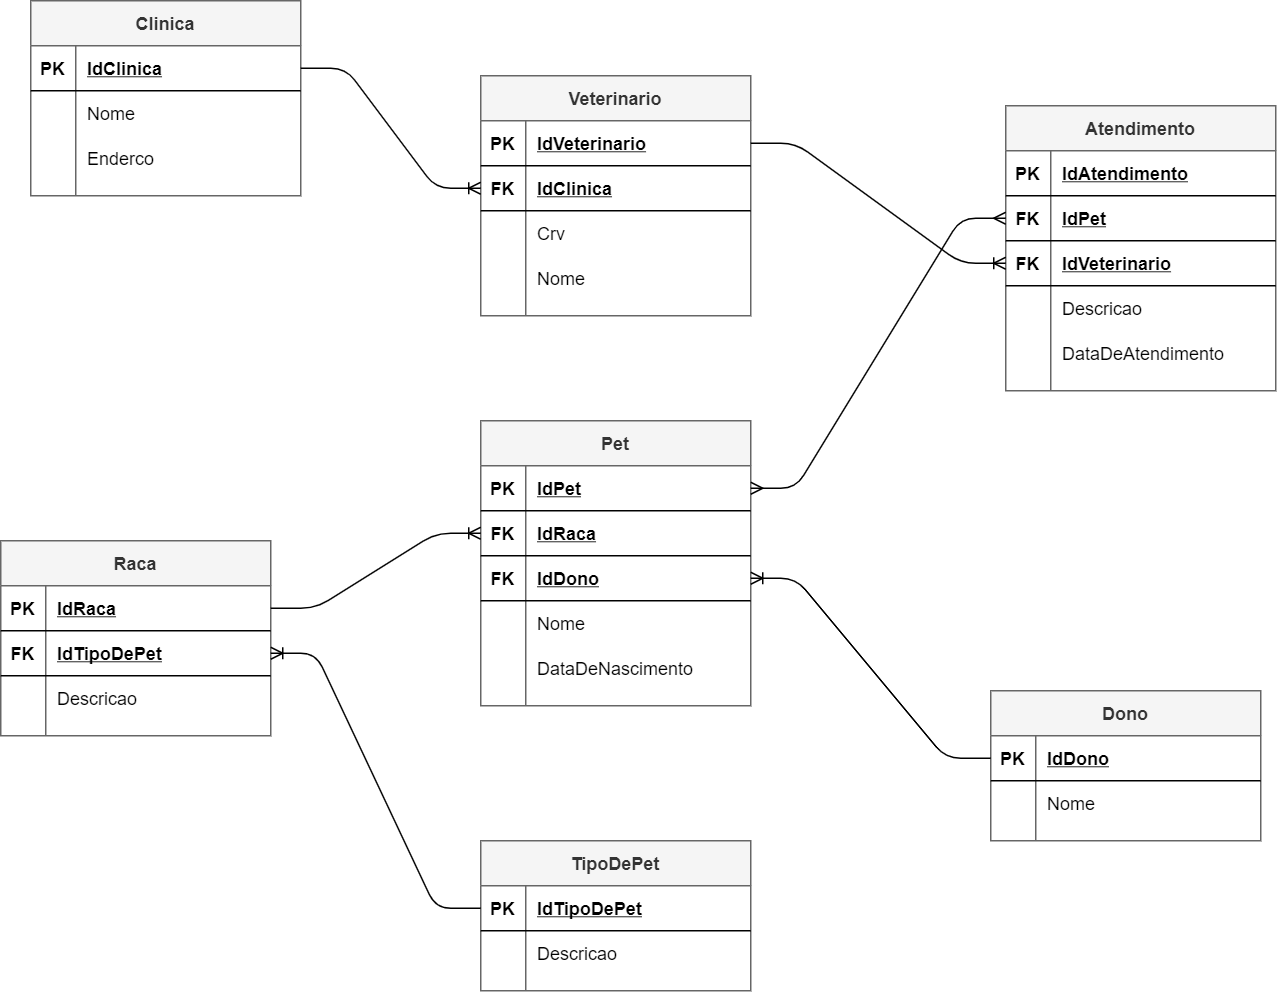 Clinica
PK IdClinica
Nome
Enderco
Veterinario
PK IdVeterinario
FK IdClinica
Crv
Nome
Atendimento
PK IdAtendimento
FK IdPet
FK IdVeterinario
Descricao
DataDeAtendimento
Pet
PK IdPet
FK IdRaca
FK IdDono
Nome
DataDeNascimento
Raca
PK IdRaca
FK IdTipoDePet
Descricao
Dono
PK IdDono
Nome
TipoDePet
PK IdTipoDePet
Descricao